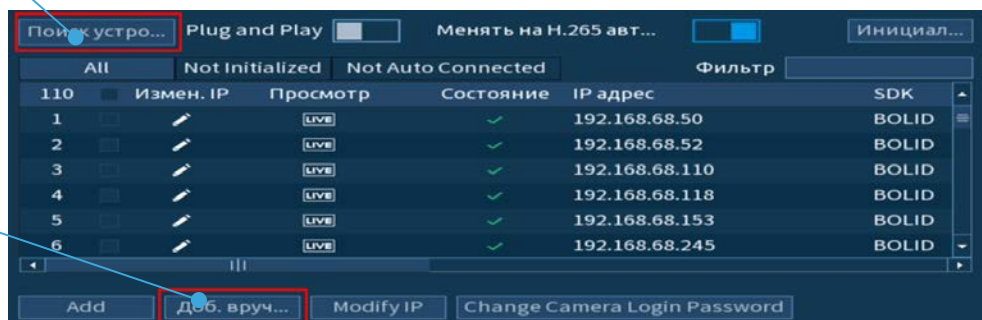 Поиск устро... Plug and Play Менять на H.265 авт... Инициал...
All Not Initialized Not Auto Connected Фильтр
110 Измен. IP Просмотр Состояние IP адрес SDK
1 LIVE 192.168.68.50 BOLID
2 LIVE 192.168.68.52 BOLID
3 LIVE 192.168.68.110 BOLID
4 LIVE 192.168.68.118 BOLID
5 LIVE 192.168.68.153 BOLID
6 LIVE 192.168.68.245 BOLID
Add Доб. вруч... Modify IP Change Camera Login Password